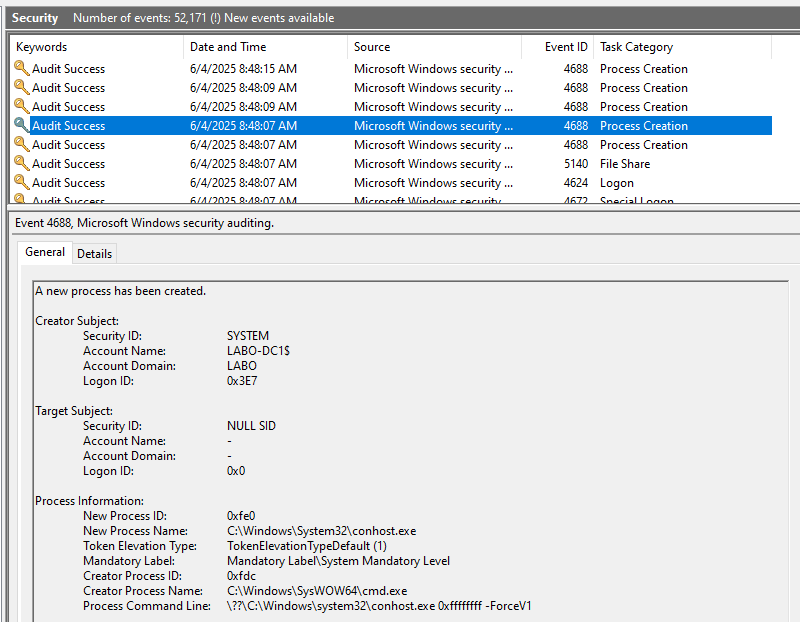 Security Number of events: 52,171 (!) New events available
Keywords Date and Time Source Event ID Task Category
Audit Success 6/4/2025 8:48:15 AM Microsoft Windows security ... 4688 Process Creation
Audit Success 6/4/2025 8:48:09 AM Microsoft Windows security ... 4688 Process Creation
Audit Success 6/4/2025 8:48:09 AM Microsoft Windows security ... 4688 Process Creation
Audit Success 6/4/2025 8:48:07 AM Microsoft Windows security ... 4688 Process Creation
Audit Success 6/4/2025 8:48:07 AM Microsoft Windows security ... 4688 Process Creation
Audit Success 6/4/2025 8:48:07 AM Microsoft Windows security ... 5140 File Share
Audit Success 6/4/2025 8:48:07 AM Microsoft Windows security ... 4624 Logon
Audit Success 6/4/2025 8:48:07 AM Microsoft Windows security ... 4672 Special Logon
Event 4688, Microsoft Windows security auditing.
General Details
A new process has been created.
Creator Subject:
Security ID: SYSTEM
Account Name: LABO-DC1$
Account Domain: LABO
Logon ID: 0x3E7
Target Subject:
Security ID: NULL SID
Account Name: -
Account Domain: -
Logon ID: 0x0
Process Information:
New Process ID: 0xfe0
New Process Name: C:\Windows\System32\conhost.exe
Token Elevation Type: TokenElevationTypeDefault (1)
Mandatory Label: Mandatory Label\System Mandatory Level
Creator Process ID: 0xfdc
Creator Process Name: C:\Windows\SysWOW64\cmd.exe
Process Command Line: \??\C:\Windows\system32\conhost.exe 0xffffffff -ForceV1